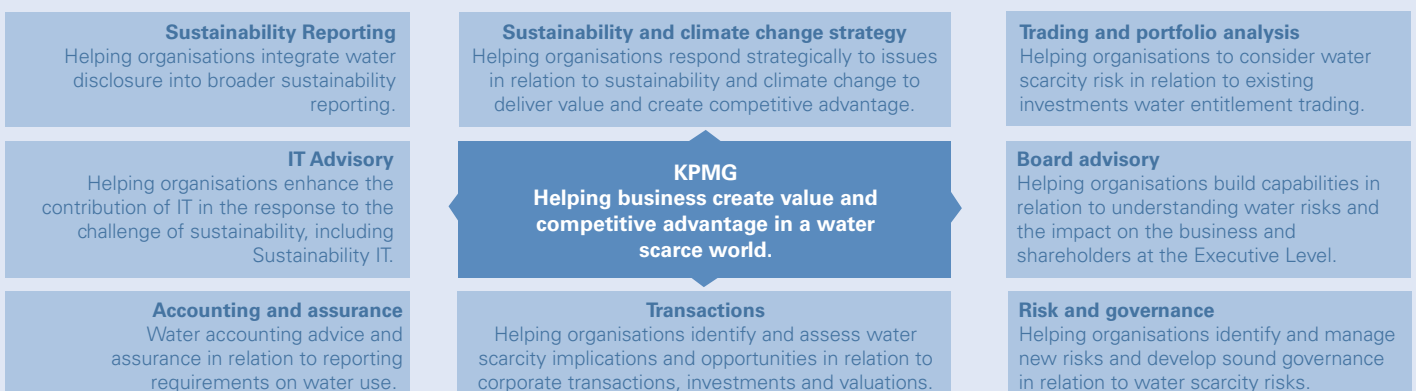 Sustainability Reporting
Helping organisations integrate water
disclosure into broader sustainability
reporting.
Sustainability and climate change strategy
Helping organisations respond strategically to issues
in relation to sustainability and climate change to
deliver value and create competitive advantage.
Trading and portfolio analysis
Helping organisations to consider water
scarcity risk in relation to existing
investments water entitlement trading.
IT Advisory
Helping organisations enhance the
contribution of IT in the response to the
challenge of sustainability, including
Sustainability IT.
KPMG
Helping business create value and
competitive advantage in a water
scarce world.
Board advisory
Helping organisations build capabilities in
relation to understanding water risks and
the impact on the business and
shareholders at the Executive Level.
Accounting and assurance
Water accounting advice and
assurance in relation to reporting
requirements on water use.
Transactions
Helping organisations identify and assess water
scarcity implications and opportunities in relation to
corporate transactions, investments and valuations.
Risk and governance
Helping organisations identify and manage
new risks and develop sound governance
in relation to water scarcity risks.